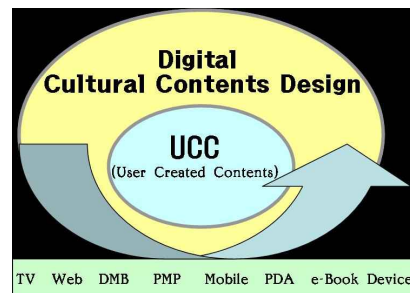 Digital
Cultural Contents Design
UCC
(User Created Contents)
TV Web DMB PMP Mobile PDA e-Book Device